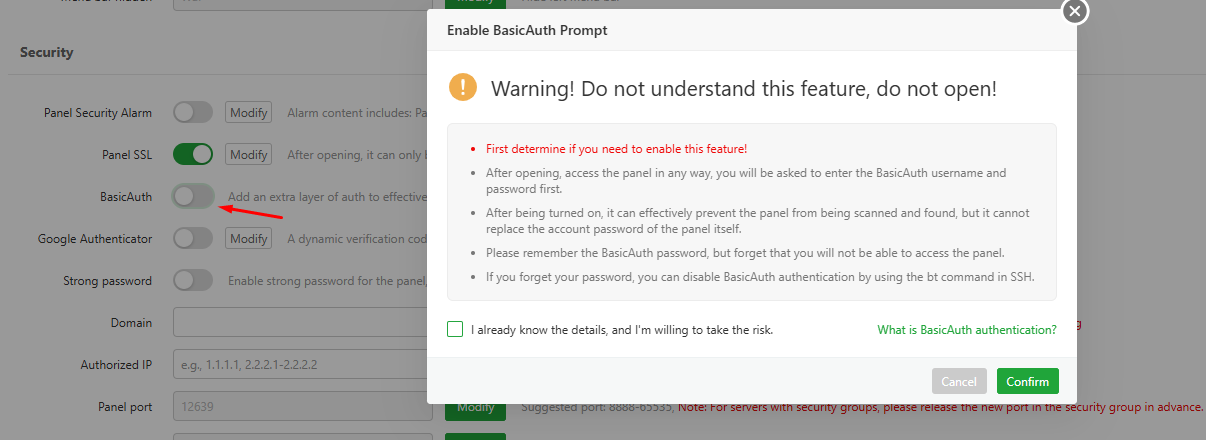 Modify
Enable BasicAuth Prompt
Security
Warning! Do not understand this feature, do not open!
Panel Security Alarm
Modify
Alarm content includes: Pa
First determine if you need to enable this feature!
Panel SSL
Modify
After opening, it can only
After opening, access the panel in any way, you will be asked to enter the BasicAuth username and
password first.
BasicAuth
Add an extra layer of auth to effective
After being turned on, it can effectively prevent the panel from being scanned and found, but it cannot
replace the account password of the panel itself.
Google Authenticator
Modify
A dynamic verification cod
Please remember the BasicAuth password, but forget that you will not be able to access the panel.
Strong password
Enable strong password for the panel,
If you forget your password, you can disable BasicAuth authentication by using the bt command in SSH.
Domain
I already know the details, and I'm willing to take the risk.
What is BasicAuth authentication?
Authorized IP
e.g., 1.1.1.1, 2.2.2.1-2.2.2.2
Cancel
Confirm
Panel port
12639
Modify
Suggested port: 8888-65535, Note: For servers with security groups, please release the new port in the security group in advance.